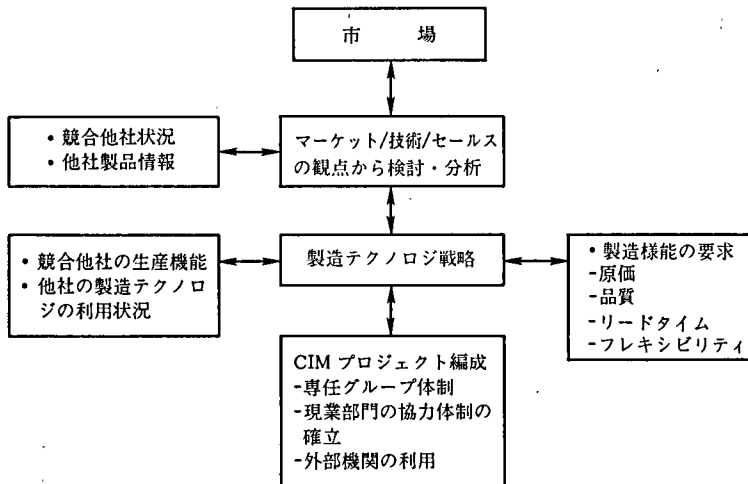 市場
・競合他社状況
・他社製品情報
マーケット/技術/セールス
の観点から検討・分析
・競合他社の生産機能
・他社の製造テクノロ
ジの利用状況
製造テクノロジ戦略
・製造様能の要求
-原価
-品質
-リードタイム
-フレキシビリティ
CIM プロジェクト編成
-専任グループ体制
-現業部門の協力体制の
確立
-外部機関の利用